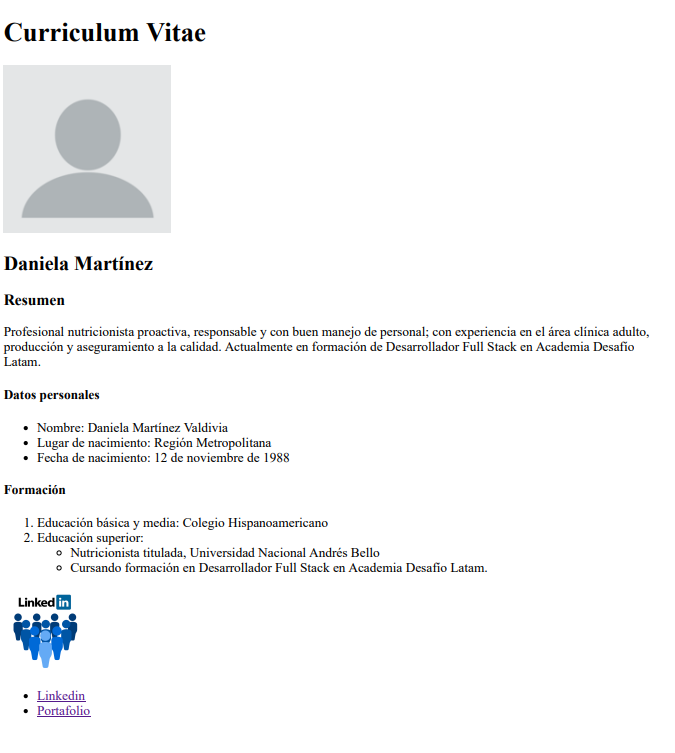 Curriculum Vitae
Daniela Martínez
Resumen
Profesional nutricionista proactiva, responsable y con buen manejo de personal; con experiencia en el área clínica adulto,
producción y aseguramiento a la calidad. Actualmente en formación de Desarrollador Full Stack en Academia Desafío
Latam.
Datos personales
• Nombre: Daniela Martínez Valdivia
• Lugar de nacimiento: Región Metropolitana
• Fecha de nacimiento: 12 de noviembre de 1988
Formación
1. Educación básica y media: Colegio Hispanoamericano
2. Educación superior:
◦ Nutricionista titulada, Universidad Nacional Andrés Bello
◦ Cursando formación en Desarrollador Full Stack en Academia Desafío Latam.
Linked in
• Linkedin
• Portafolio